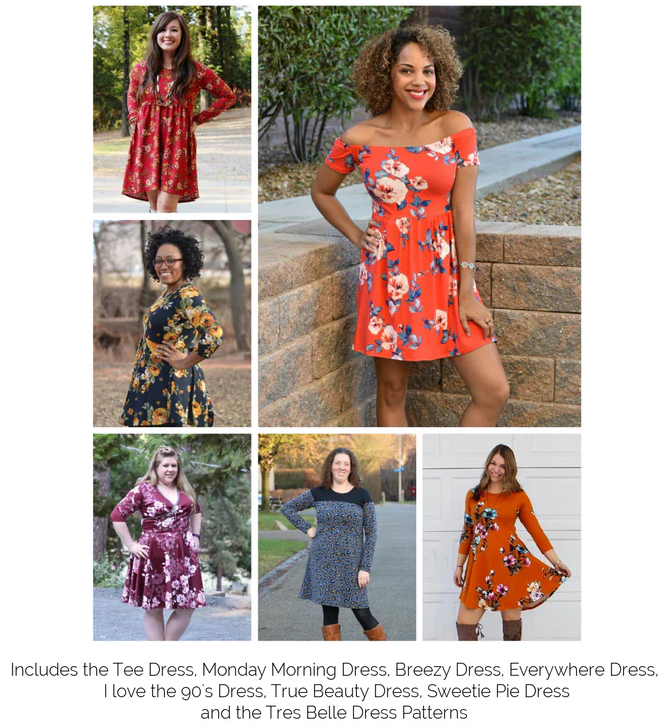 Includes the Tee Dress, Monday Morning Dress, Breezy Dress, Everywhere Dress,
I love the 90's Dress, True Beauty Dress, Sweetie Pie Dress
and the Tres Belle Dress Patterns